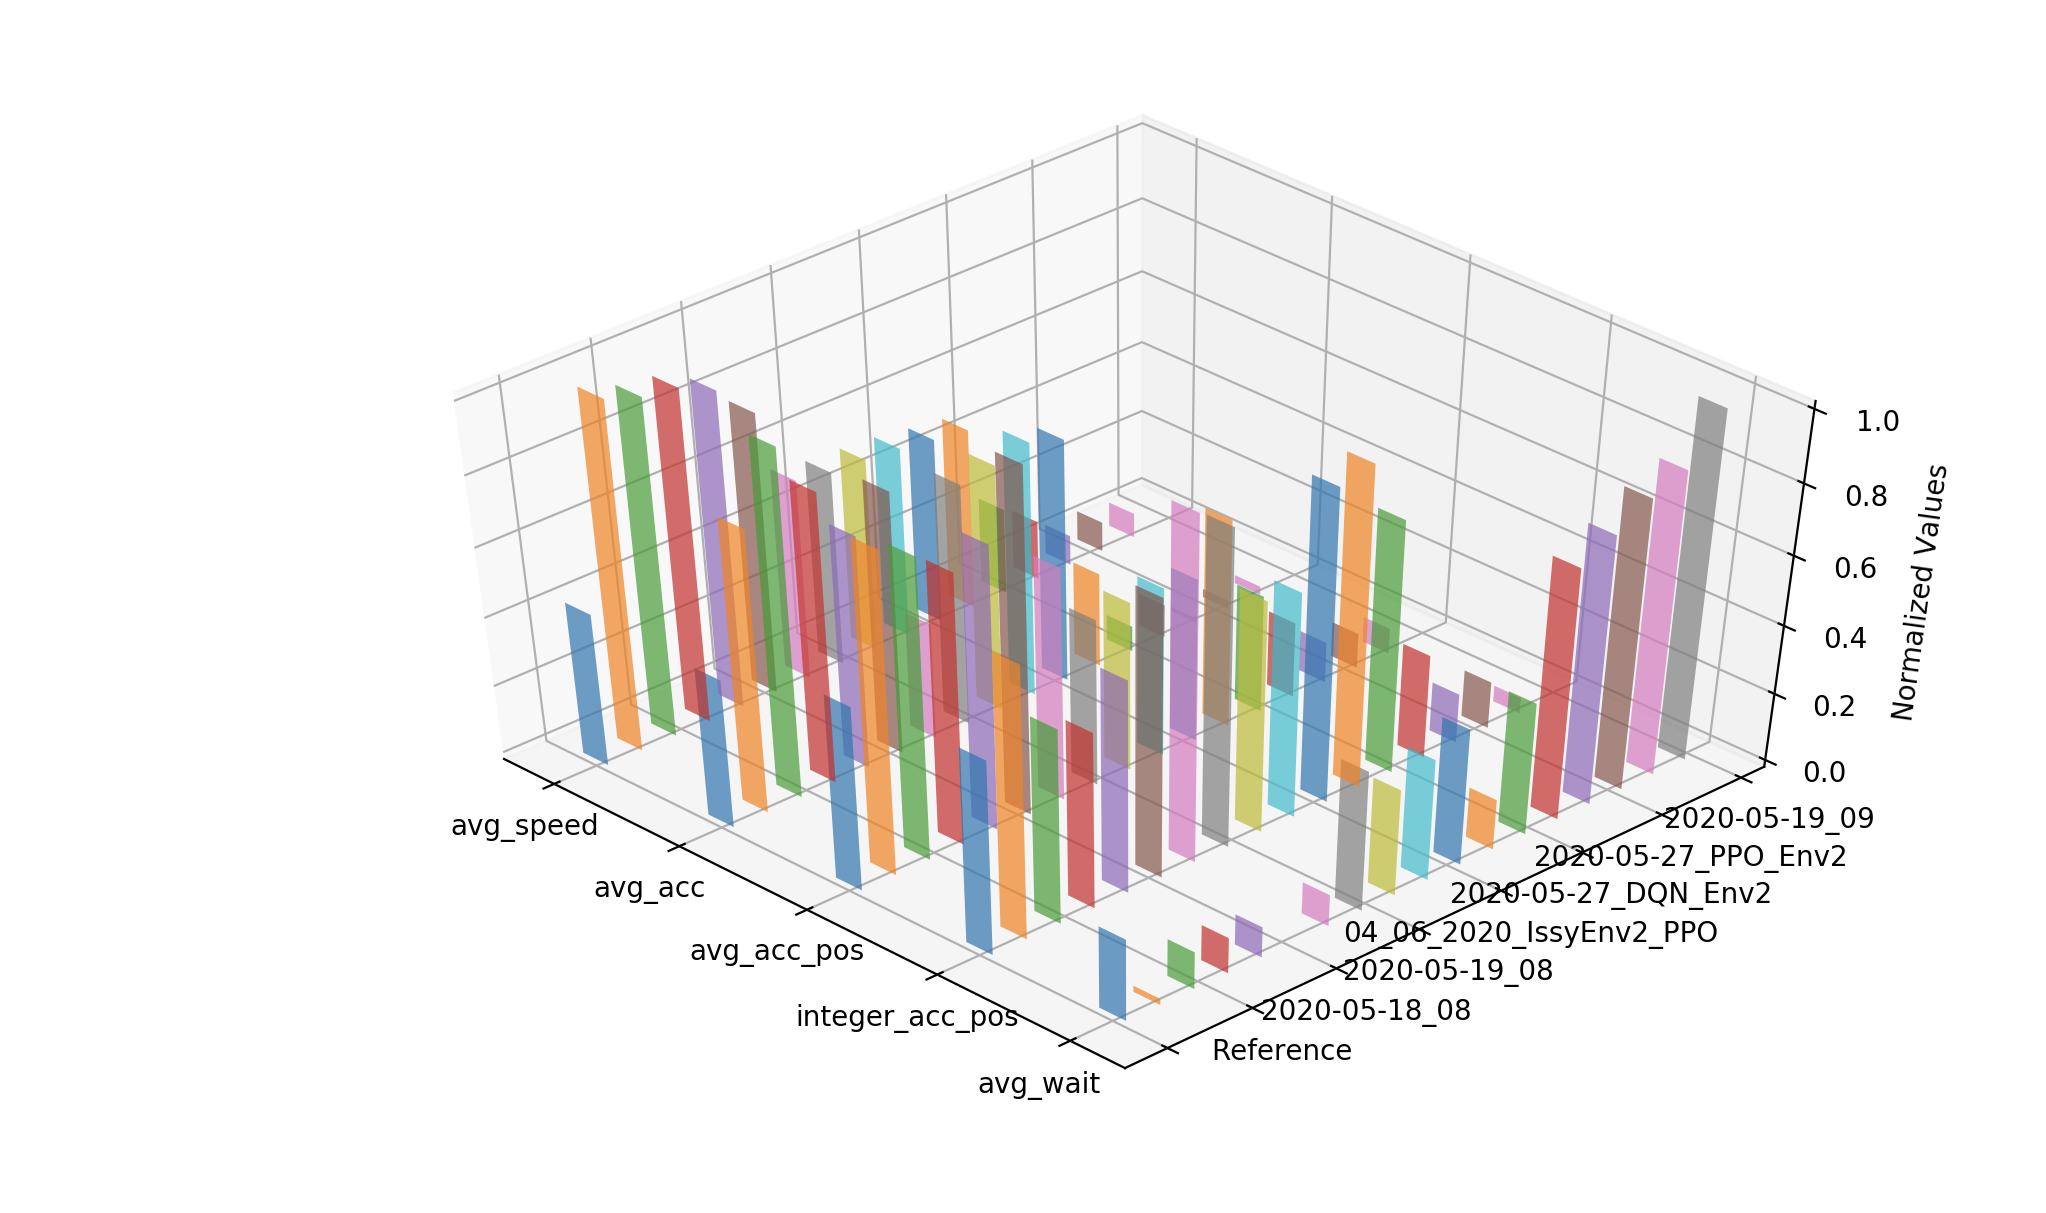 1.0
0.8
0.6
0.4
0.2
0.0
Normalized Values
avg_speed
avg_acc
avg_acc_pos
integer_acc_pos
avg_wait
2020-05-19_09
2020-05-27_PPO_Env2
2020-05-27_DQN_Env2
04_06_2020_IssyEnv2_PPO
2020-05-19_08
2020-05-18_08
Reference